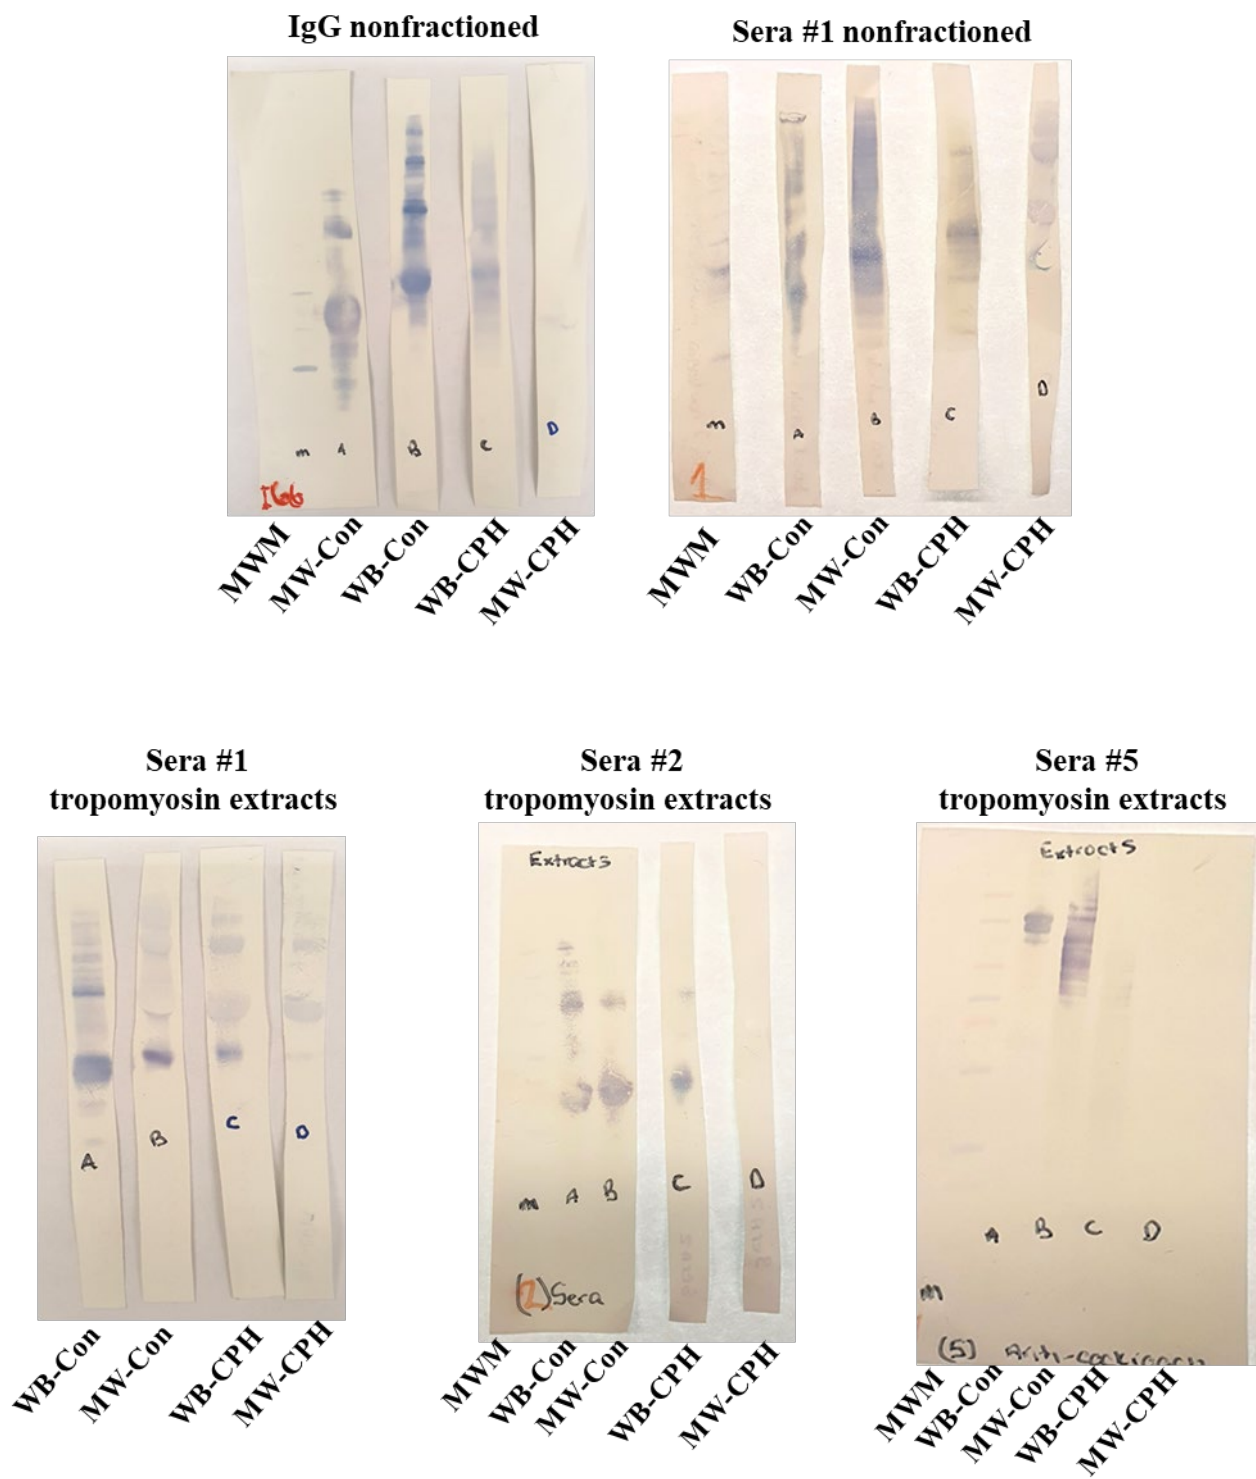 IgG nonfractioned
Sera #1 nonfractioned
m A B C D
IGG
m A B C D
1
MWM MW-Con WB-Con WB-CPH MW-CPH
MWM WB-Con MW-Con WB-CPH MW-CPH
Sera #1
tropomyosin extracts
Sera #2
tropomyosin extracts
Sera #5
tropomyosin extracts
A B C D
Extracts
m A B C D
(2) Sera
Extracts
A B C D
m
(5)
WB-Con MW-Con WB-CPH MW-CPH
MWM WB-Con MW-Con WB-CPH MW-CPH
MWM WB-Con MW-Con WB-CPH MW-CPH